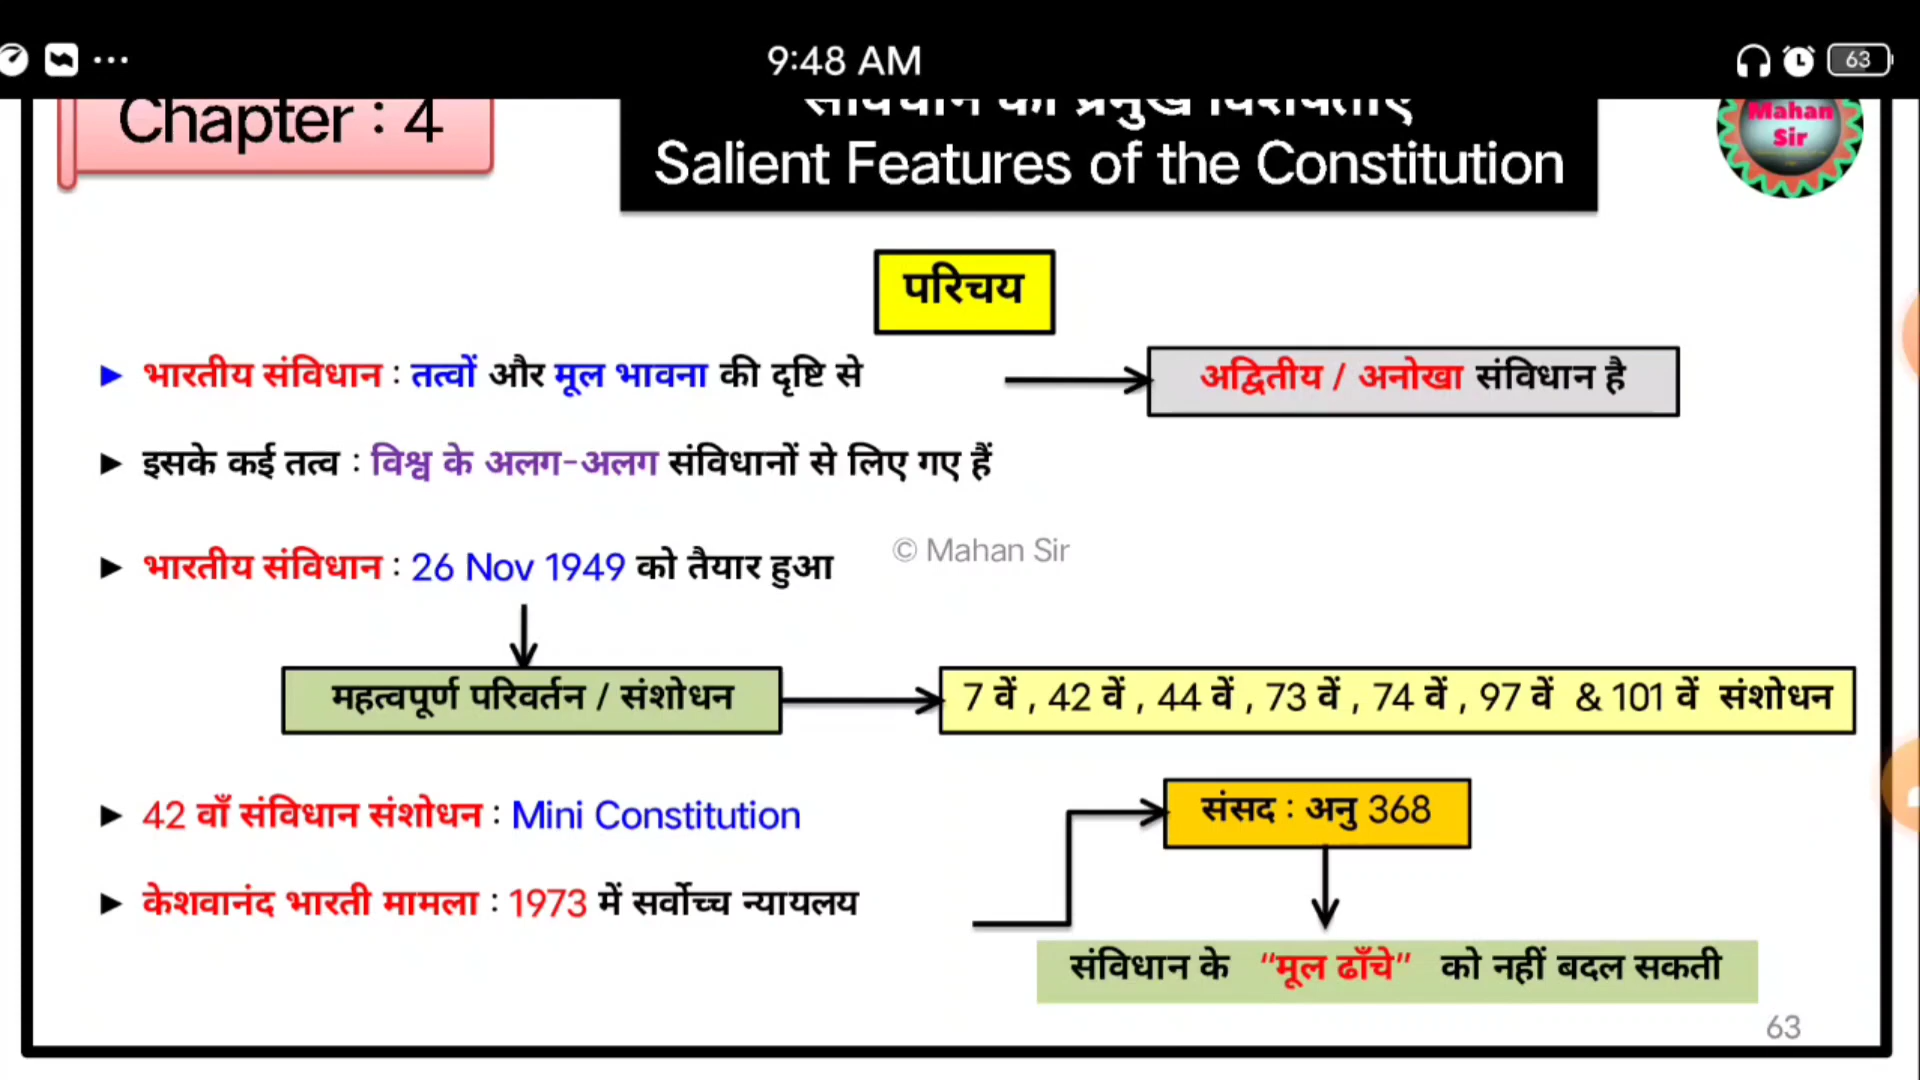 9:48 AM
63
Chapter : 4
संविधान की प्रमुख विशेषताएँ
Salient Features of the Constitution
Mahan
Sir
परिचय
► भारतीय संविधान : तत्वों और मूल भावना की दृष्टि से
अद्वितीय / अनोखा संविधान है
► इसके कई तत्व : विश्व के अलग-अलग संविधानों से लिए गए हैं
► भारतीय संविधान : 26 Nov 1949 को तैयार हुआ
© Mahan Sir
महत्वपूर्ण परिवर्तन / संशोधन
7 वें , 42 वें , 44 वें , 73 वें , 74 वें , 97 वें & 101 वें संशोधन
► 42 वाँ संविधान संशोधन : Mini Constitution
संसद : अनु 368
► केशवानंद भारती मामला : 1973 में सर्वोच्च न्यायलय
संविधान के “मूल ढाँचे” को नहीं बदल सकती
63